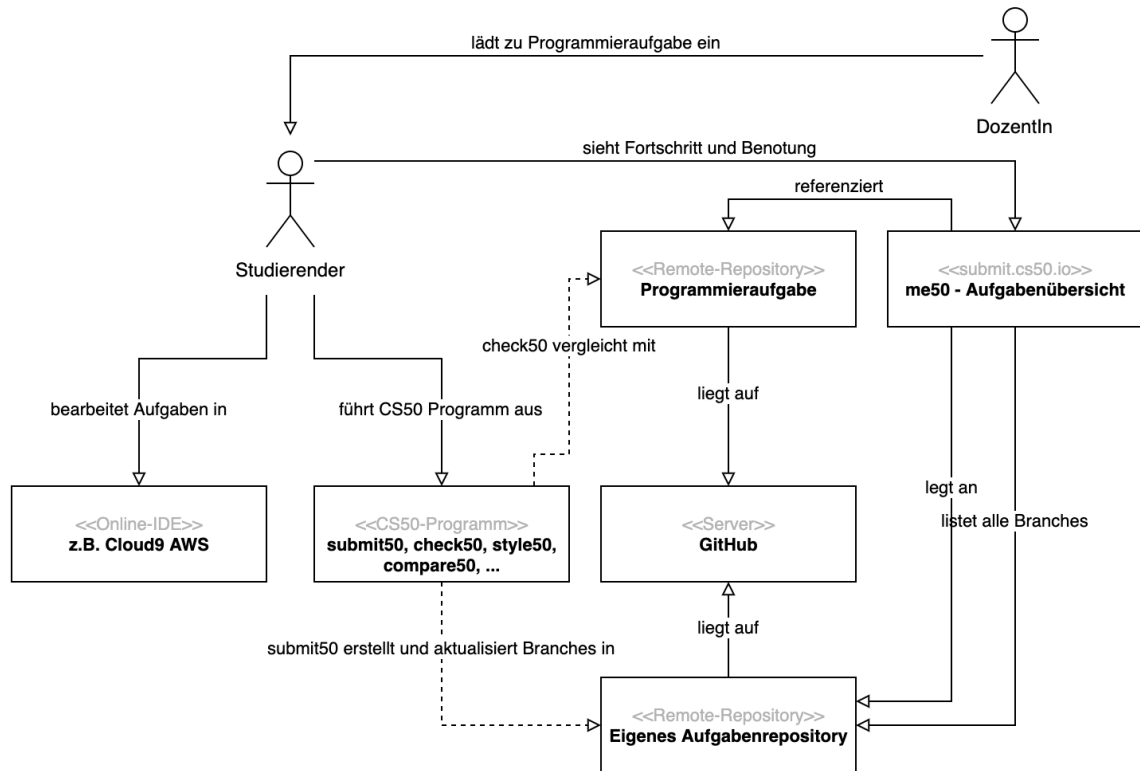 lädt zu Programmieraufgabe ein
DozentIn
sieht Fortschritt und Benotung
referenziert
Studierender
<<Remote-Repository>>
Programmieraufgabe
<<submit.cs50.io>>
me50 - Aufgabenübersicht
check50 vergleicht mit
liegt auf
bearbeitet Aufgaben in
führt CS50 Programm aus
legt an
listet alle Branches
<<Online-IDE>>
z.B. Cloud9 AWS
<<CS50-Programm>>
submit50, check50, style50,
compare50, ...
<<Server>>
GitHub
liegt auf
submit50 erstellt und aktualisiert Branches in
<<Remote-Repository>>
Eigenes Aufgabenrepository